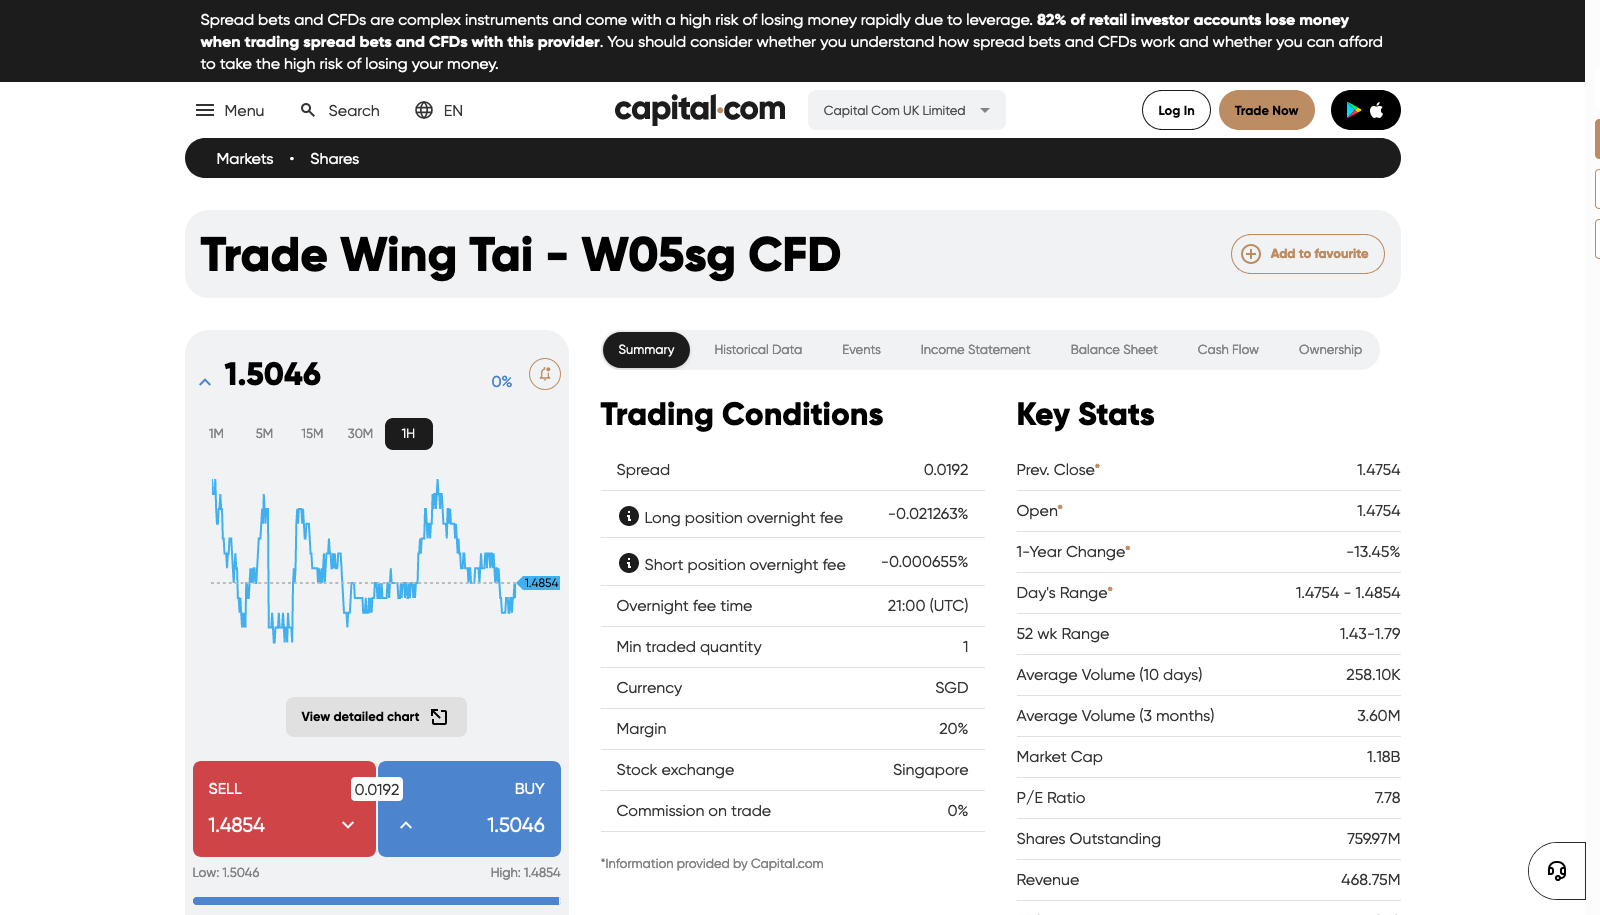 Spread bets and CFDs are complex instruments and come with a high risk of losing money rapidly due to leverage. 82% of retail investor accounts lose money
when trading spread bets and CFDs with this provider. You should consider whether you understand how spread bets and CFDs work and whether you can afford
to take the high risk of losing your money.
Menu
Search
EN
capital.com
Capital Com UK Limited
Log In
Trade Now
Markets • Shares
Trade Wing Tai - W05sg CFD
Add to favourite
1.5046
0%
1M 5M 15M 30M 1H
1.4854
View detailed chart
SELL
1.4854
0.0192
BUY
1.5046
Low: 1.5046
High: 1.4854
Summary Historical Data Events Income Statement Balance Sheet Cash Flow Ownership
Trading Conditions
Spread 0.0192
Long position overnight fee -0.021263%
Short position overnight fee -0.000655%
Overnight fee time 21:00 (UTC)
Min traded quantity 1
Currency SGD
Margin 20%
Stock exchange Singapore
Commission on trade 0%
*Information provided by Capital.com
Key Stats
Prev. Close* 1.4754
Open* 1.4754
1-Year Change* -13.45%
Day's Range* 1.4754 - 1.4854
52 wk Range 1.43-1.79
Average Volume (10 days) 258.10K
Average Volume (3 months) 3.60M
Market Cap 1.18B
P/E Ratio 7.78
Shares Outstanding 759.97M
Revenue 468.75M